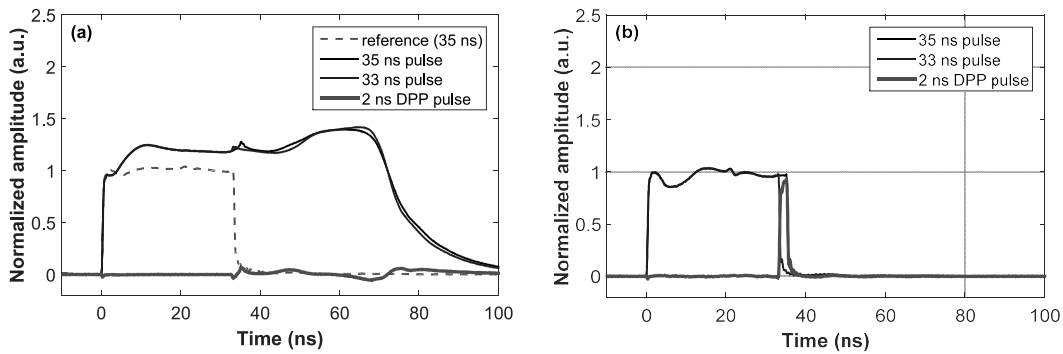 (a)
reference (35 ns)
35 ns pulse
33 ns pulse
2 ns DPP pulse
Normalized amplitude (a.u.)
2.5
2
1.5
1
0.5
0
0
20
40
60
80
100
Time (ns)
(b)
35 ns pulse
33 ns pulse
2 ns DPP pulse
Normalized amplitude (a.u.)
2.5
2
1.5
1
0.5
0
0
20
40
60
80
100
Time (ns)